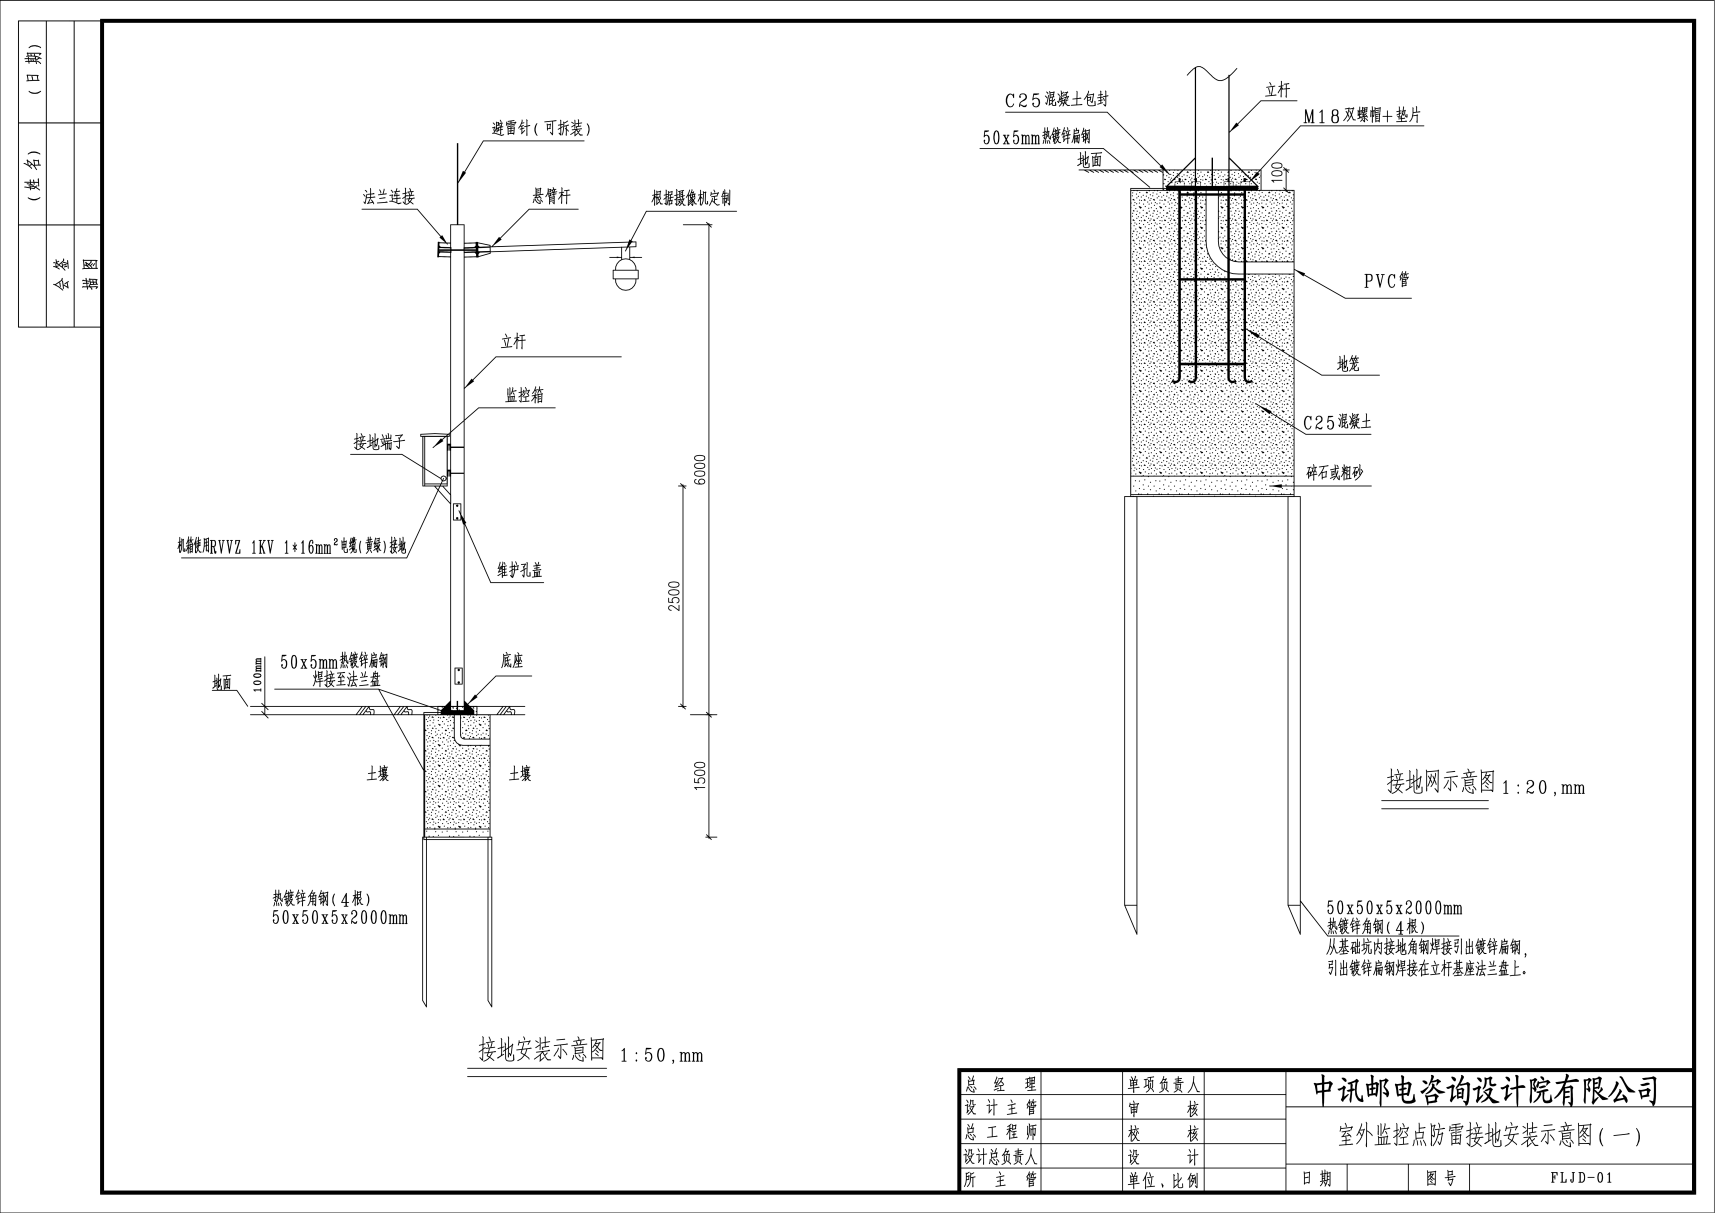 (日 期)
(姓 名)
会 签
描 图
避雷针(可拆装)
法兰连接
悬臂杆
根据摄像机定制
立杆
监控箱
接地端子
机箱使用RVVZ 1KV 1*16mm²电缆(黄绿)接地
维护孔盖
6000
2500
1500
50x5mm热镀锌扁钢
焊接至法兰盘
底座
地面
100mm
土壤
土壤
热镀锌角钢(4根)
50x50x5x2000mm
接地安装示意图 1:50,mm
C25混凝土包封
50x5mm热镀锌扁钢
地面
立杆
M18双螺帽+垫片
100
PVC管
地笼
C25混凝土
碎石或粗砂
接地网示意图 1:20,mm
50x50x5x2000mm
热镀锌角钢(4根)
从基础坑内接地角钢焊接引出镀锌扁钢,
引出镀锌扁钢焊接在立杆基座法兰盘上。
总 经 理
单项负责人
中讯邮电咨询设计院有限公司
设 计 主 管
审 核
总 工 程 师
校 核
室外监控点防雷接地安装示意图(一)
设计总负责人
设 计
所 主 管
单位、比例
日 期
图 号
FLJD-01